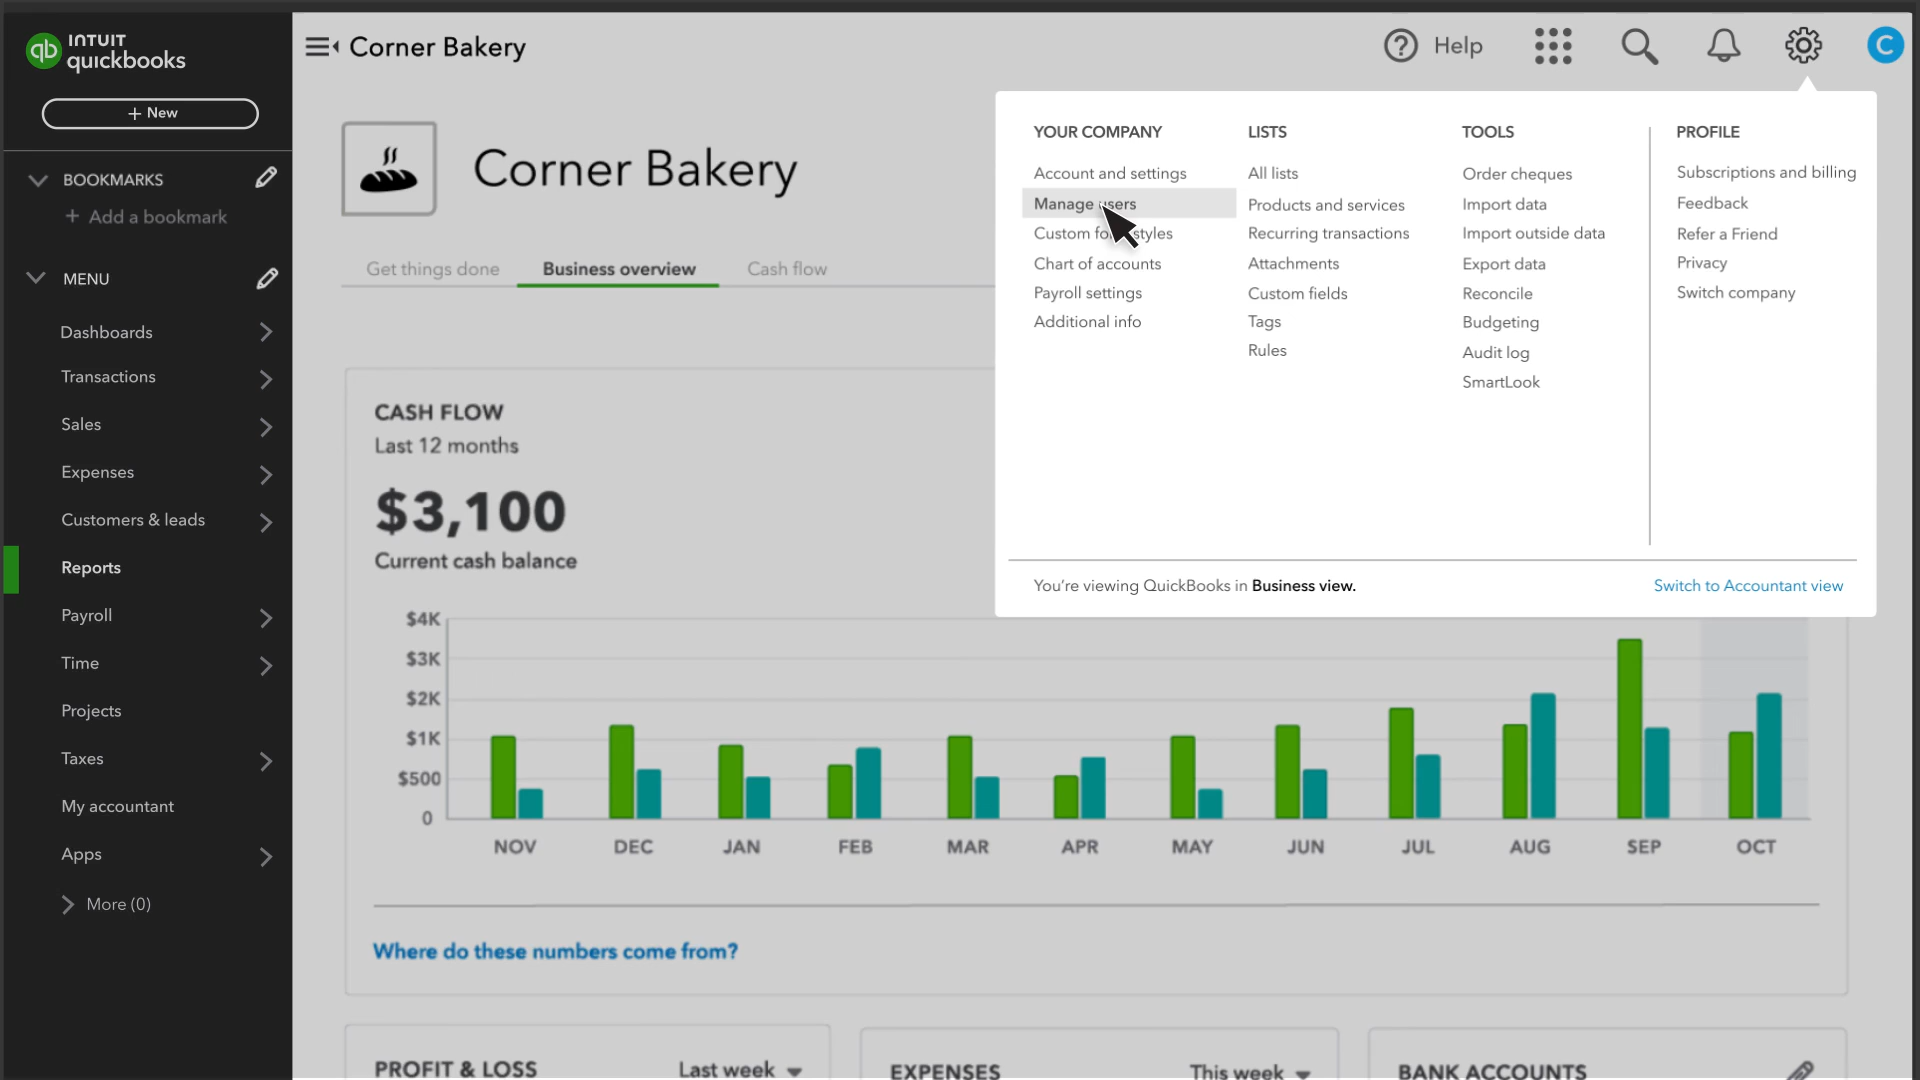 INTUIT
quickbooks
+ New
BOOKMARKS
+ Add a bookmark
MENU
Dashboards
Transactions
Sales
Expenses
Customers & leads
Reports
Payroll
Time
Projects
Taxes
My accountant
Apps
More (0)
Corner Bakery
Help
C
Corner Bakery
Get things done
Business overview
Cash flow
YOUR COMPANY
Account and settings
Manage users
Custom styles
Chart of accounts
Payroll settings
Additional info
LISTS
All lists
Products and services
Recurring transactions
Attachments
Custom fields
Tags
Rules
TOOLS
Order cheques
Import data
Import outside data
Export data
Reconcile
Budgeting
Audit log
SmartLook
PROFILE
Subscriptions and billing
Feedback
Refer a Friend
Privacy
Switch company
You're viewing QuickBooks in Business view.
Switch to Accountant view
CASH FLOW
Last 12 months
$3,100
Current cash balance
$4K
$3K
$2K
$1K
$500
0
NOV DEC JAN FEB MAR APR MAY JUN JUL AUG SEP OCT
Where do these numbers come from?
PROFIT & LOSS
Last week
EXPENSES
This week
BANK ACCOUNTS